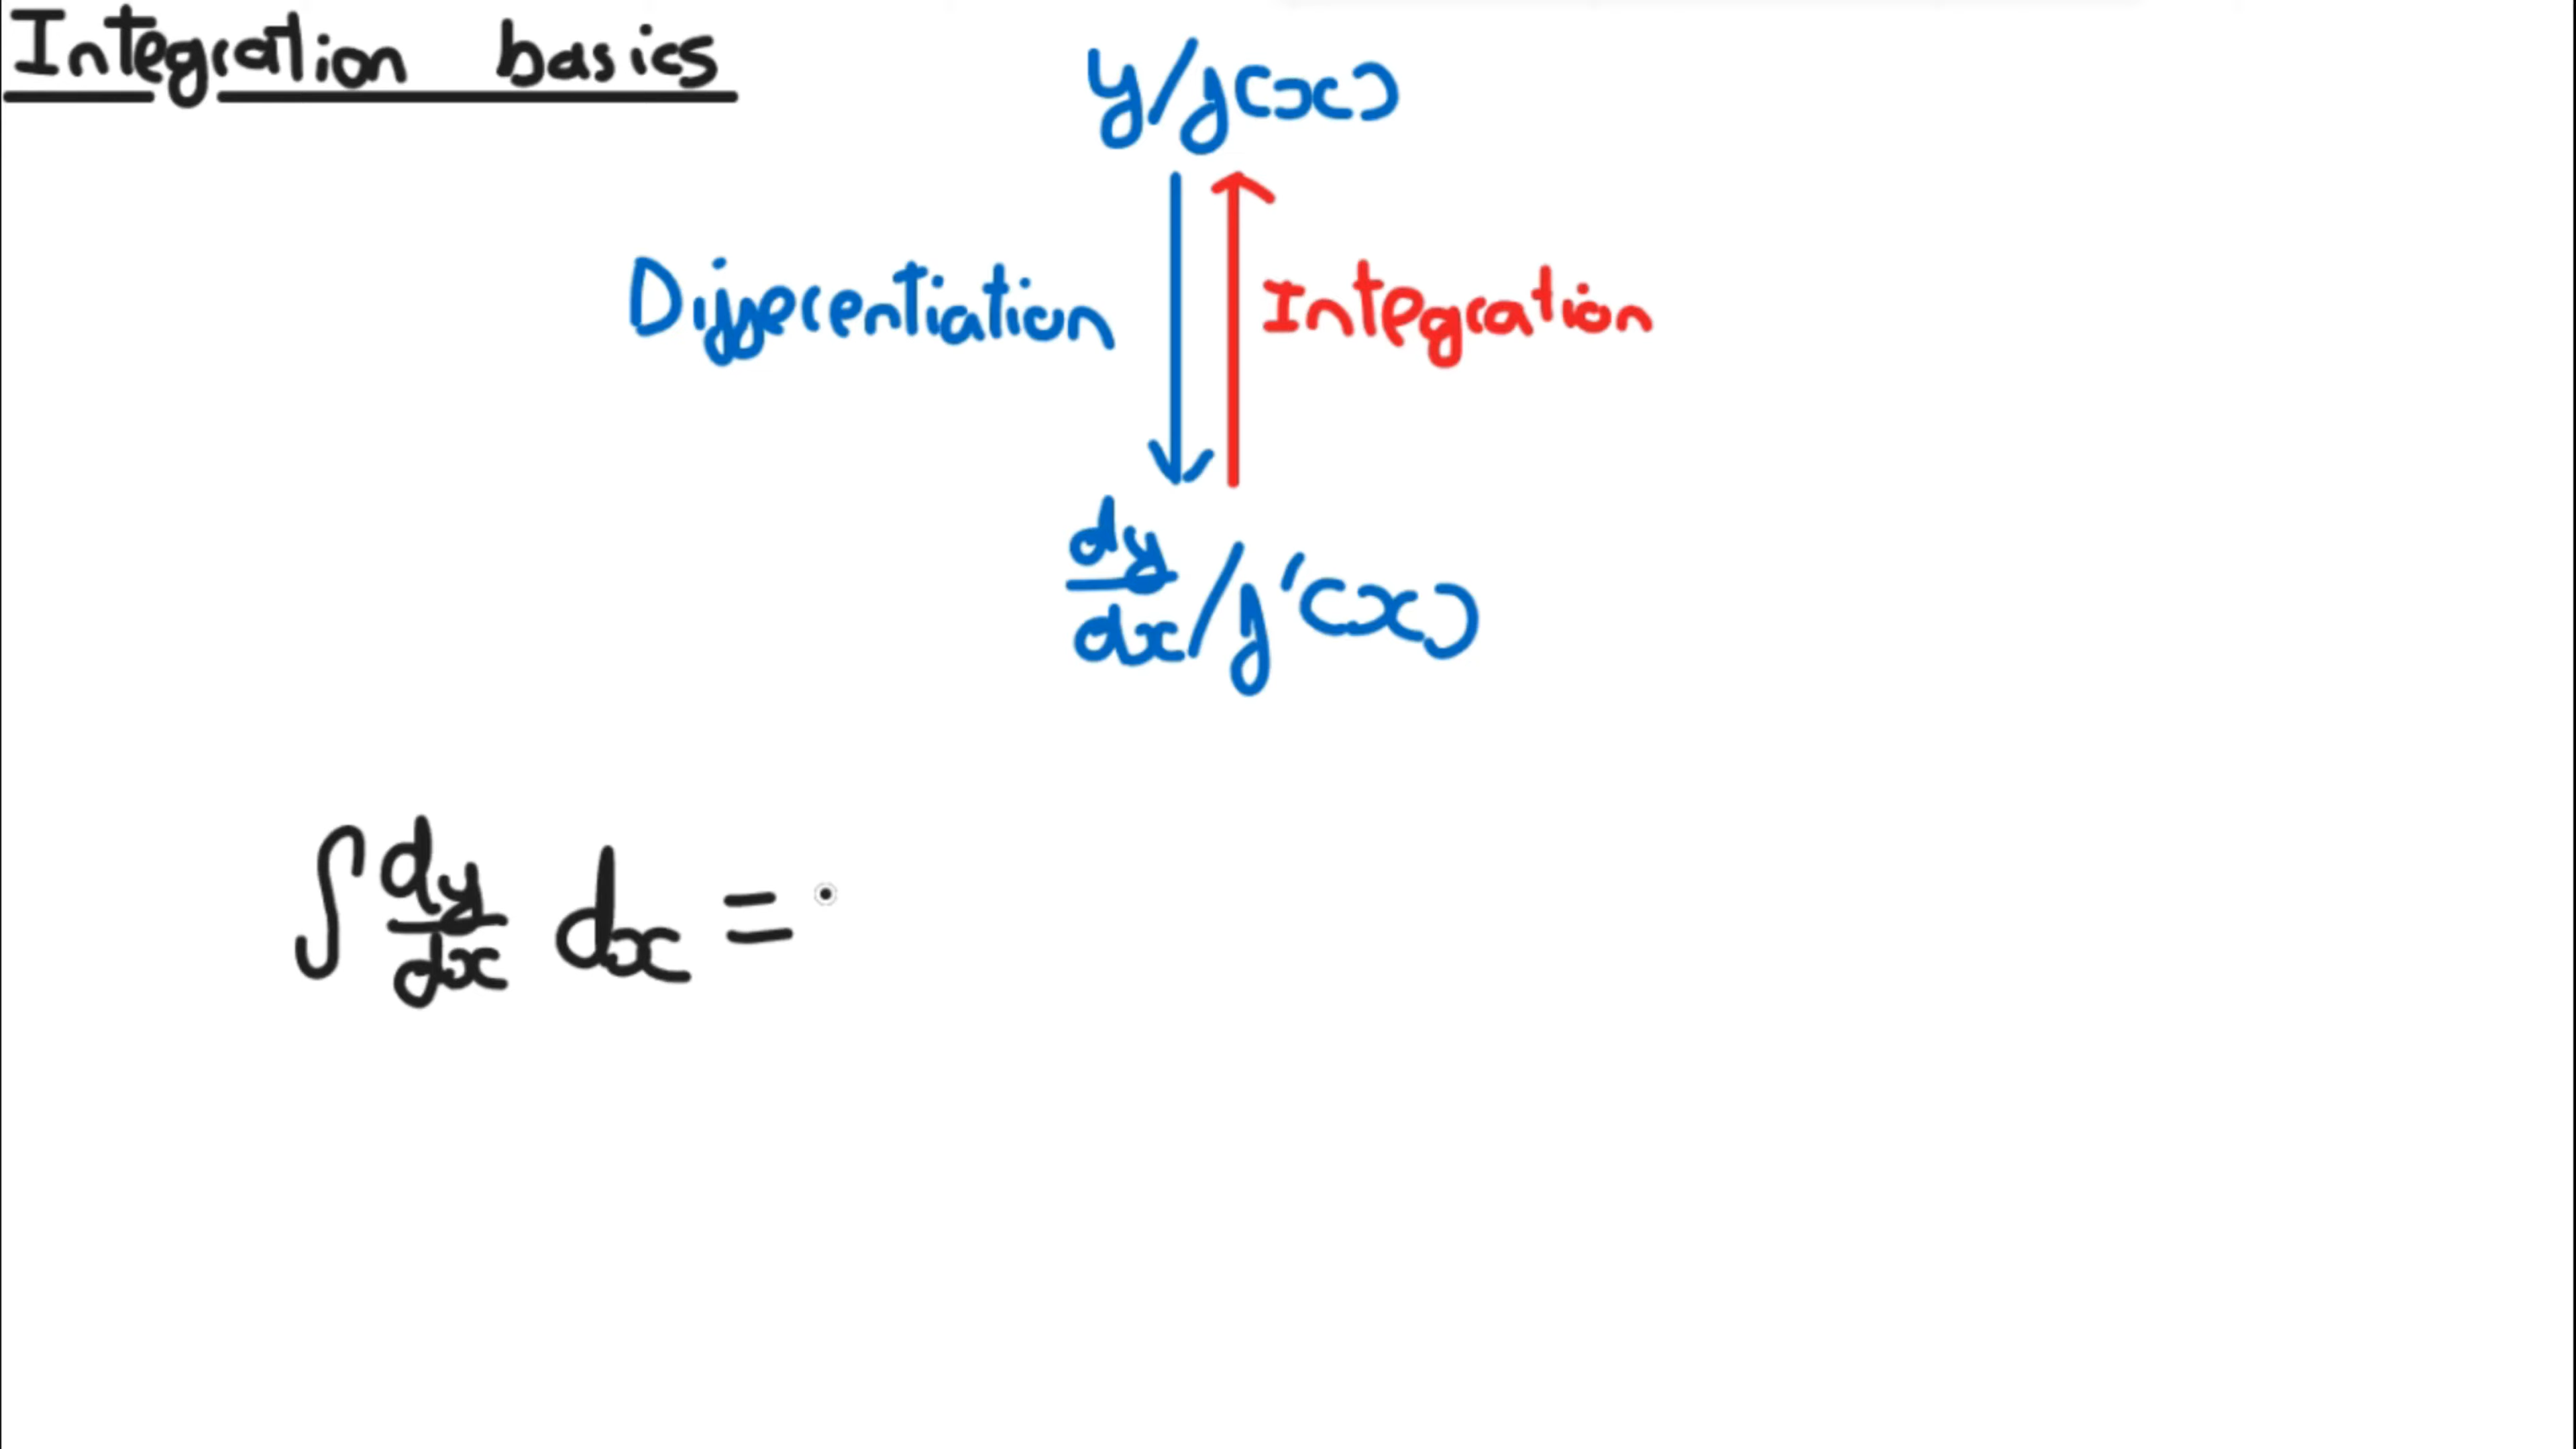 Integration basics
y/f(x)
Differentiation
Integration
dy/dx / f'(x)
∫ dy/dx dx =